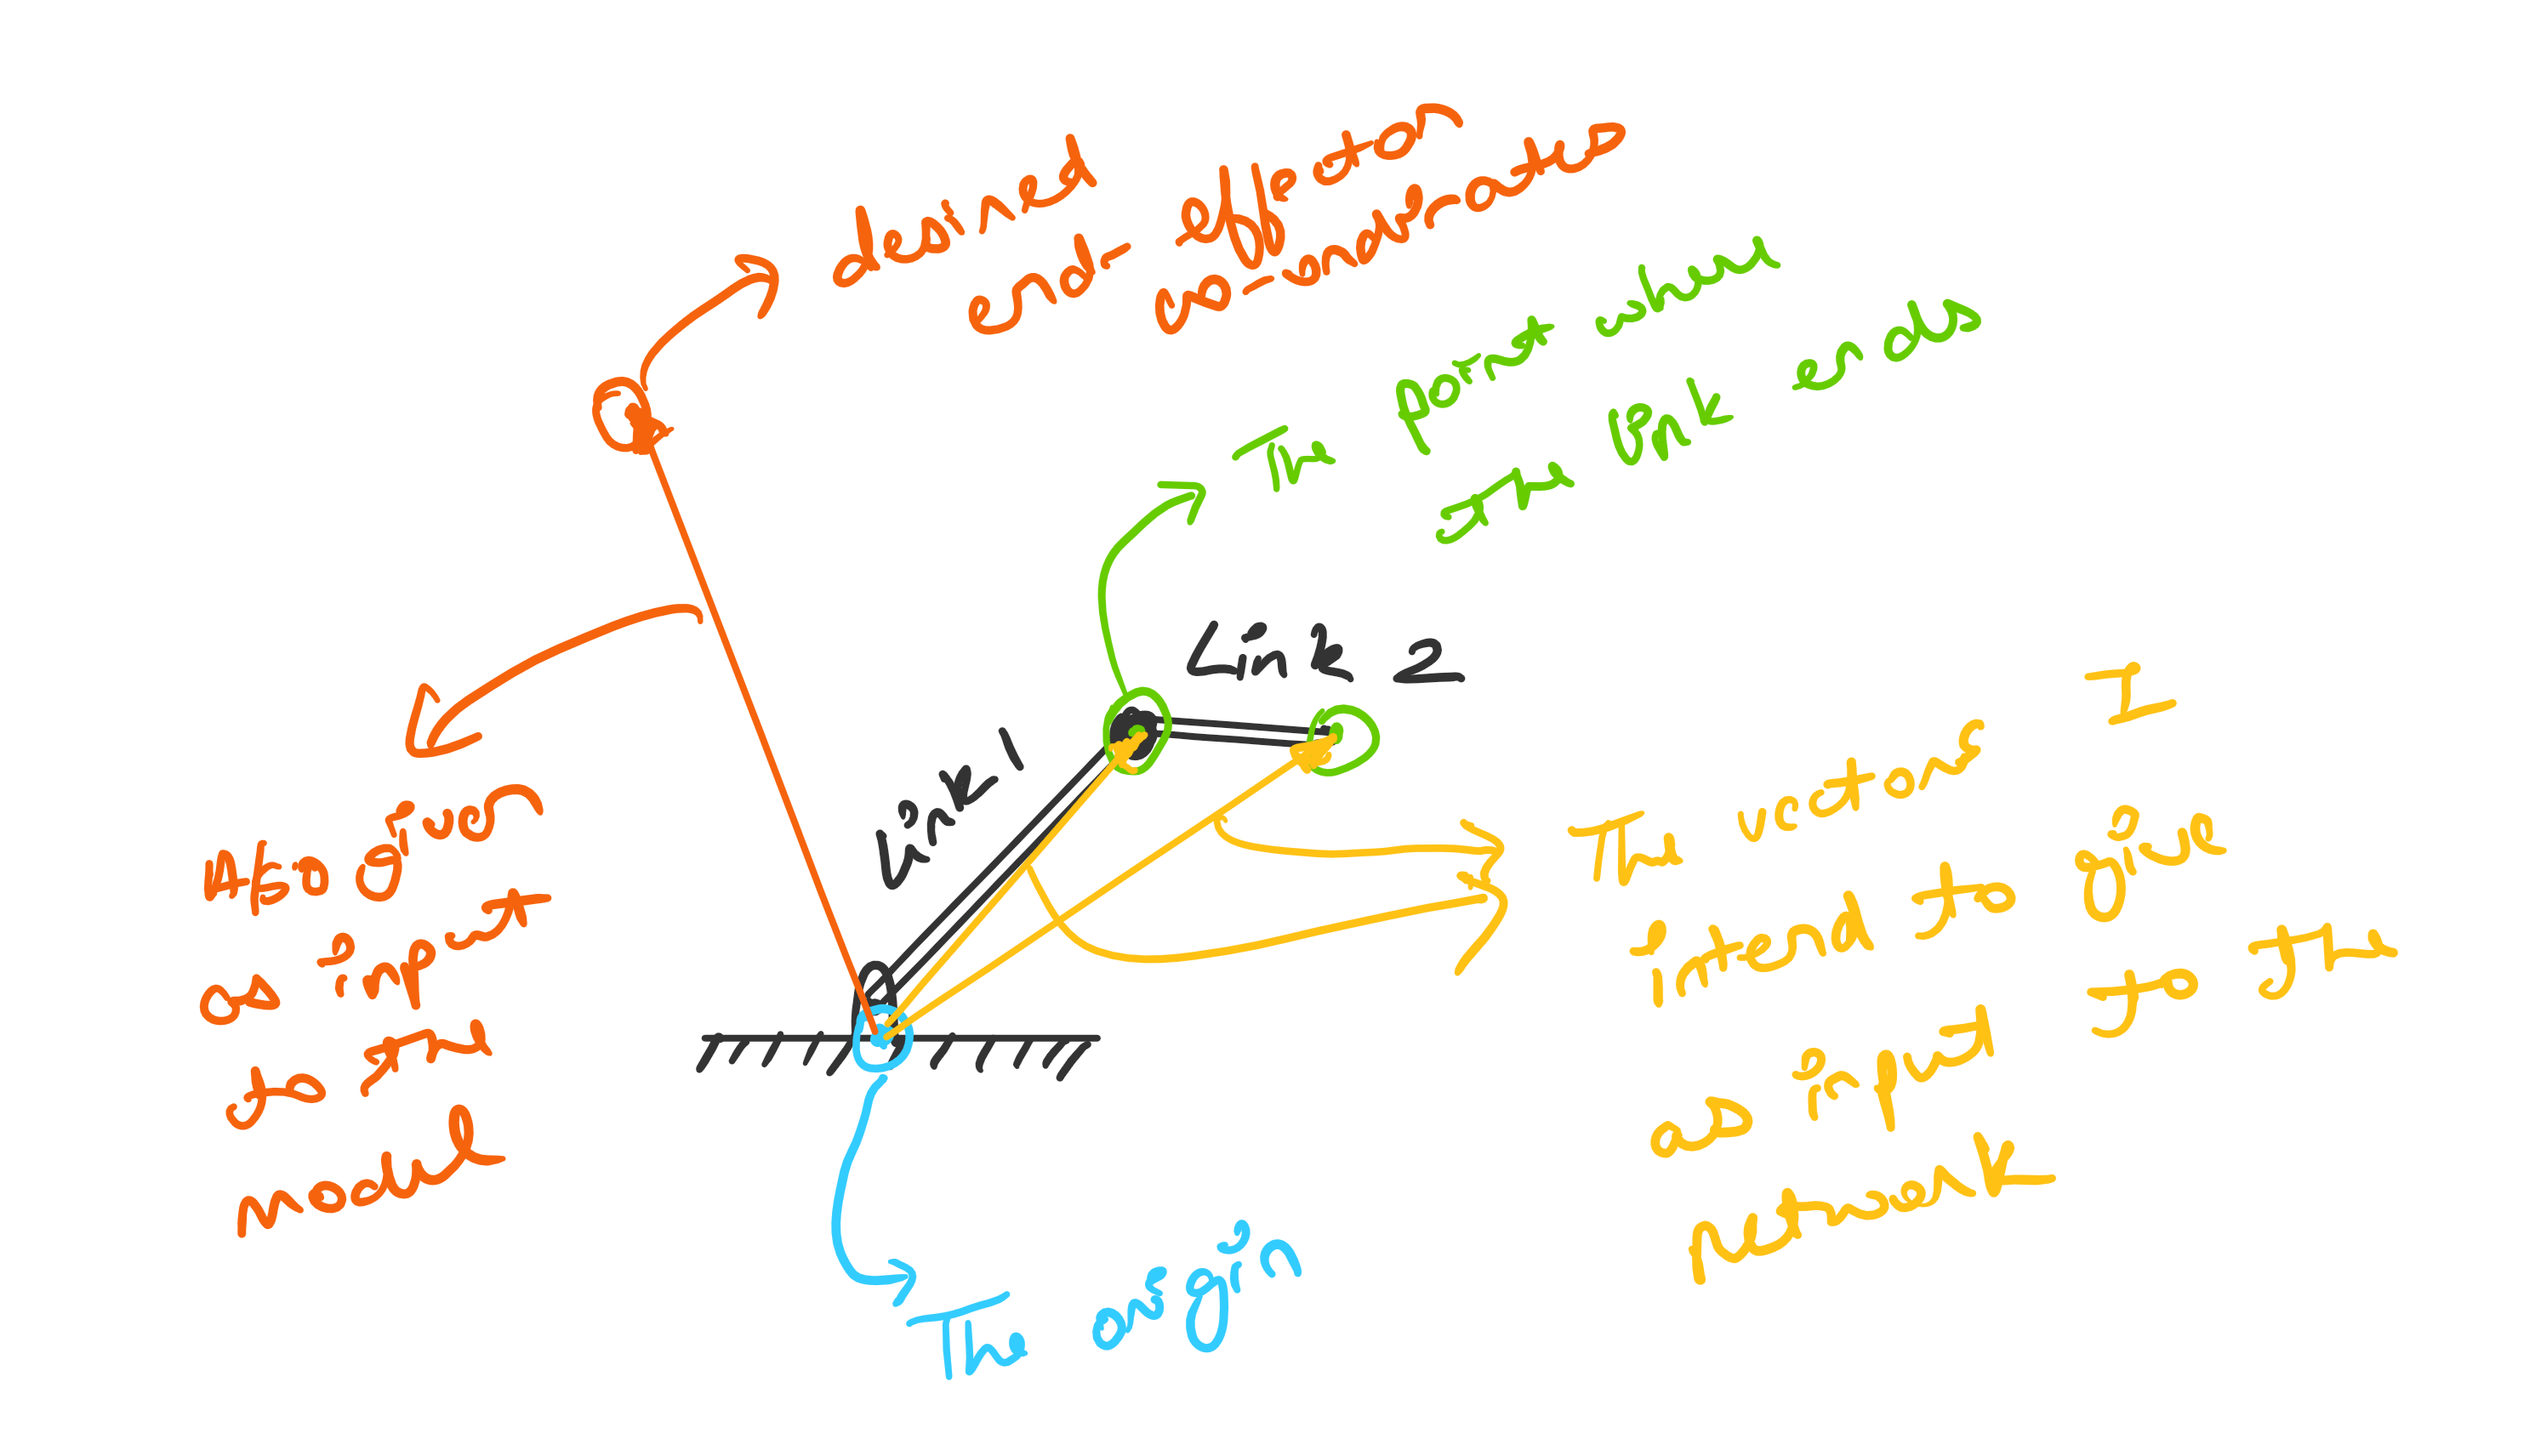 desired
end-effector
co-ordinates
The point where
the link ends
Link 2
Link 1
The vectors I
intend to give
as input to the
network
Also given
as input
to the
model
The origin